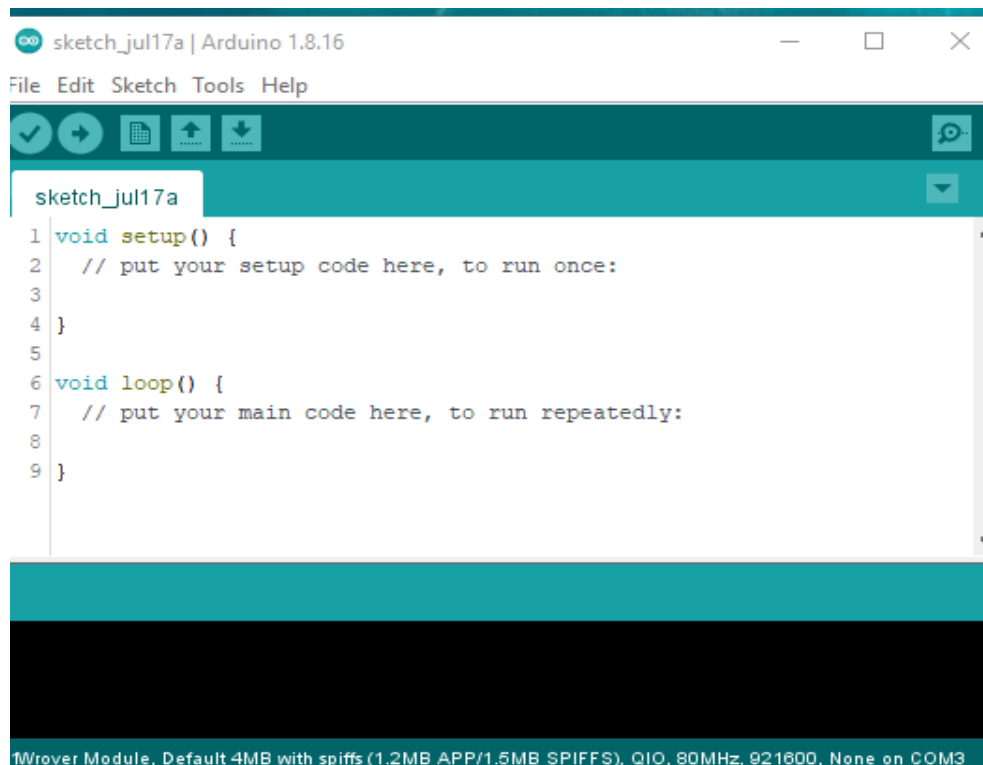 sketch_jul17a | Arduino 1.8.16
File Edit Sketch Tools Help
sketch_jul17a
1 void setup() {
2 // put your setup code here, to run once:
3
4 }
5
6 void loop() {
7 // put your main code here, to run repeatedly:
8
9 }
1Wrover Module, Default 4MB with spiffs (1.2MB APP/1.5MB SPIFFS), QIO, 80MHz, 921600, None on COM3